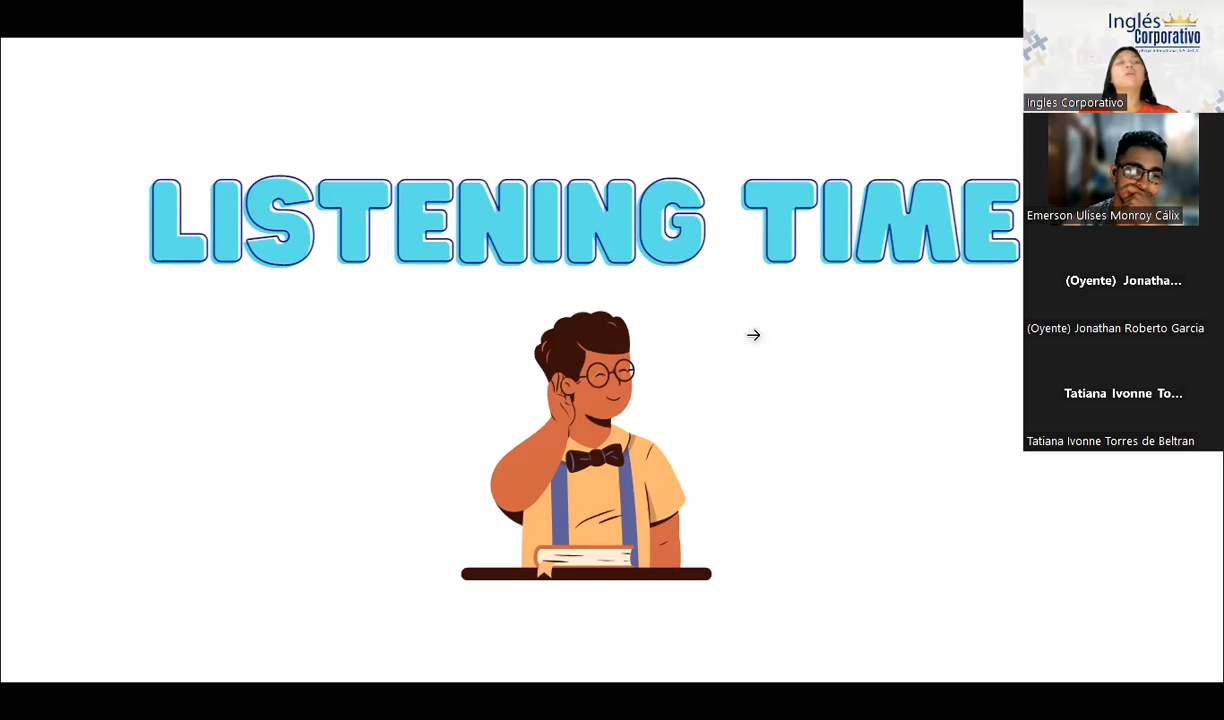 LISTENING TIME
Inglés
Corporativo
Ingles Corporativo
Emerson Ulises Monroy Cálix
(Oyente) Jonatha...
(Oyente) Jonathan Roberto Garcia
Tatiana Ivonne To...
Tatiana Ivonne Torres de Beltran